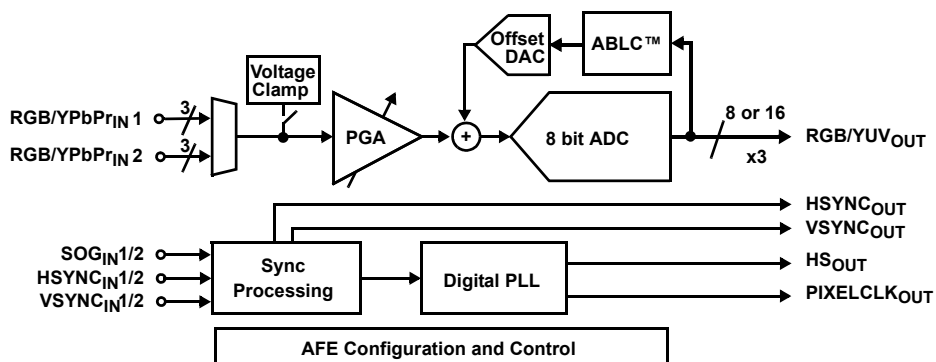 Offset
DAC
ABLC™
Voltage
Clamp
RGB/YPbPrIN 1
3
PGA
+
8 bit ADC
8 or 16
x3
RGB/YUVOUT
RGB/YPbPrIN 2
3
HSYNCOUT
VSYNCOUT
SOGIN1/2
HSYNCIN1/2
VSYNCIN1/2
Sync
Processing
Digital PLL
HSOUT
PIXELCLKOUT
AFE Configuration and Control